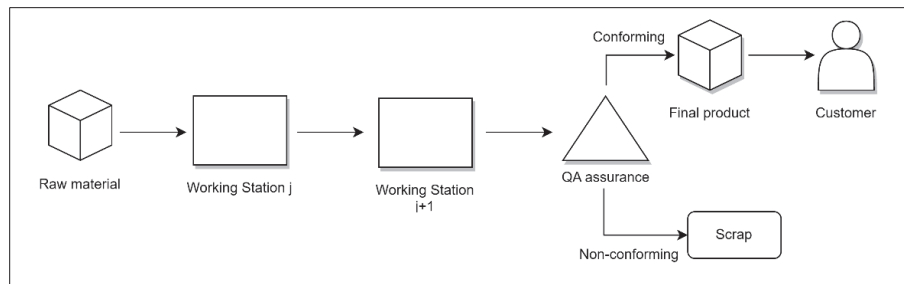 Raw material
Working Station j
Working Station
j+1
QA assurance
Conforming
Final product
Customer
Non-conforming
Scrap